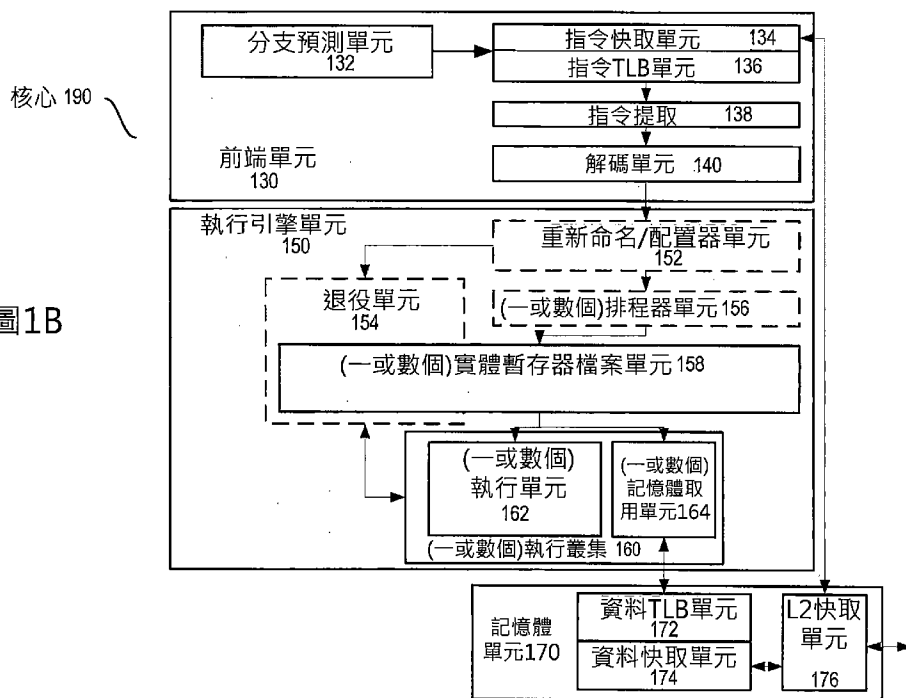 分支預測單元
132
指令快取單元 134
指令TLB單元 136
核心 190
指令提取 138
前端單元
130
解碼單元 140
執行引擎單元
150
重新命名/配置器單元
152
圖1B
退役單元
154
(一或數個)排程器單元156
(一或數個)實體暫存器檔案單元158
(一或數個)
執行單元
162
(一或數個)
記憶體取
用單元164
(一或數個)執行叢集 160
記憶體
單元170
資料TLB單元
172
資料快取單元
174
L2快取
單元
176